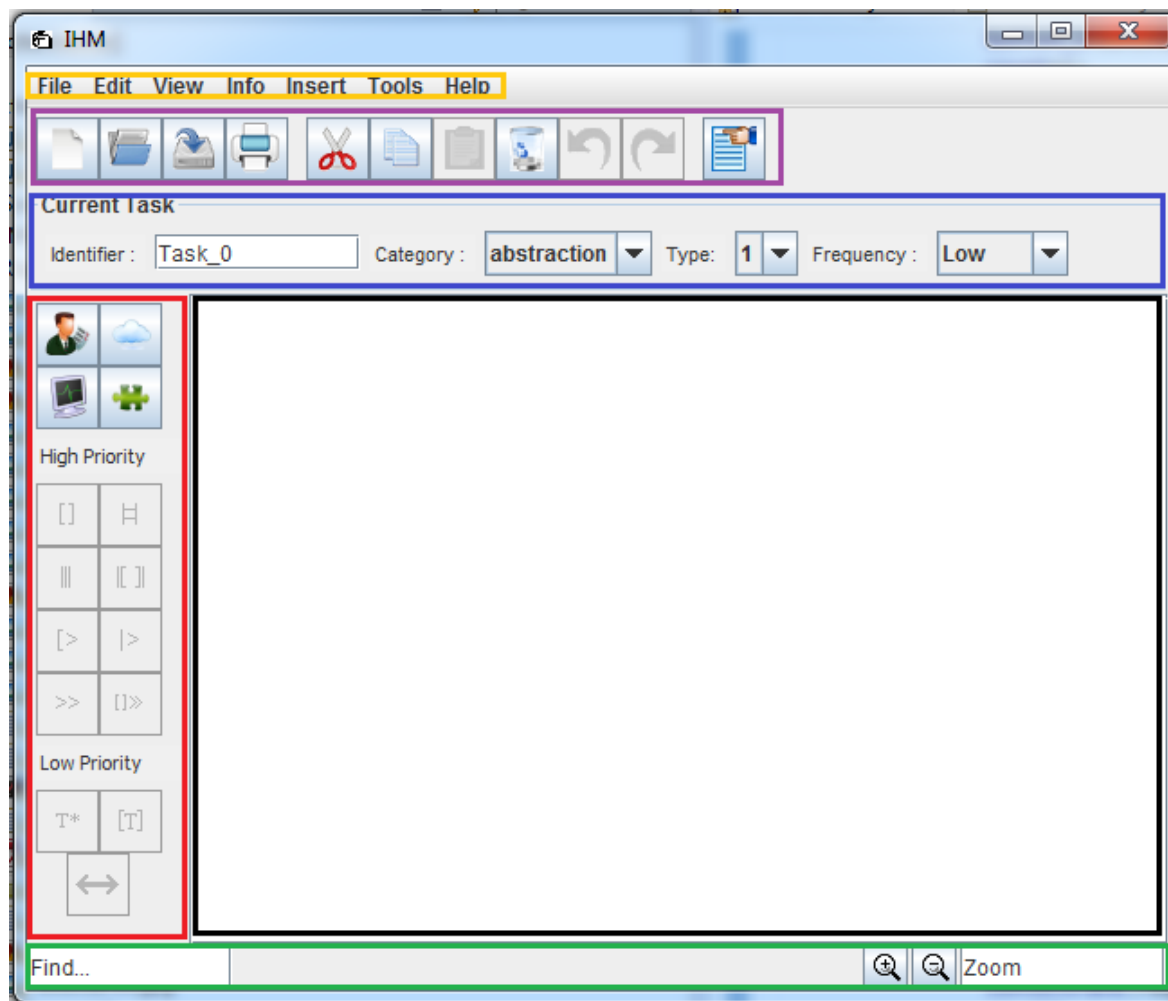 IHM
File Edit View Info Insert Tools Help
Current Task
Identifier : Task_0 Category : abstraction Type: 1 Frequency : Low
High Priority
[] |=|
||| |[ ]|
[> |>
>> []>>
Low Priority
T* [T]
Find... Zoom